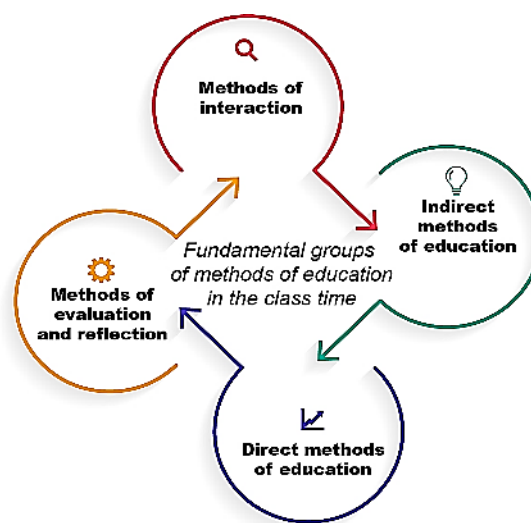 Methods of
interaction
Indirect
methods
of education
Fundamental groups
of methods of education
in the class time
Methods of
evaluation
and reflection
Direct methods
of education